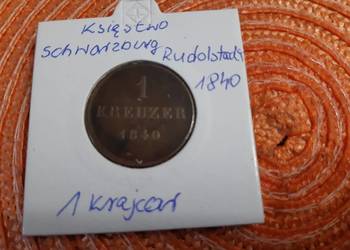 Księstwo
Schwarzburg Rudolstadt
1840
1
KREUZER
1840
1 krajcar